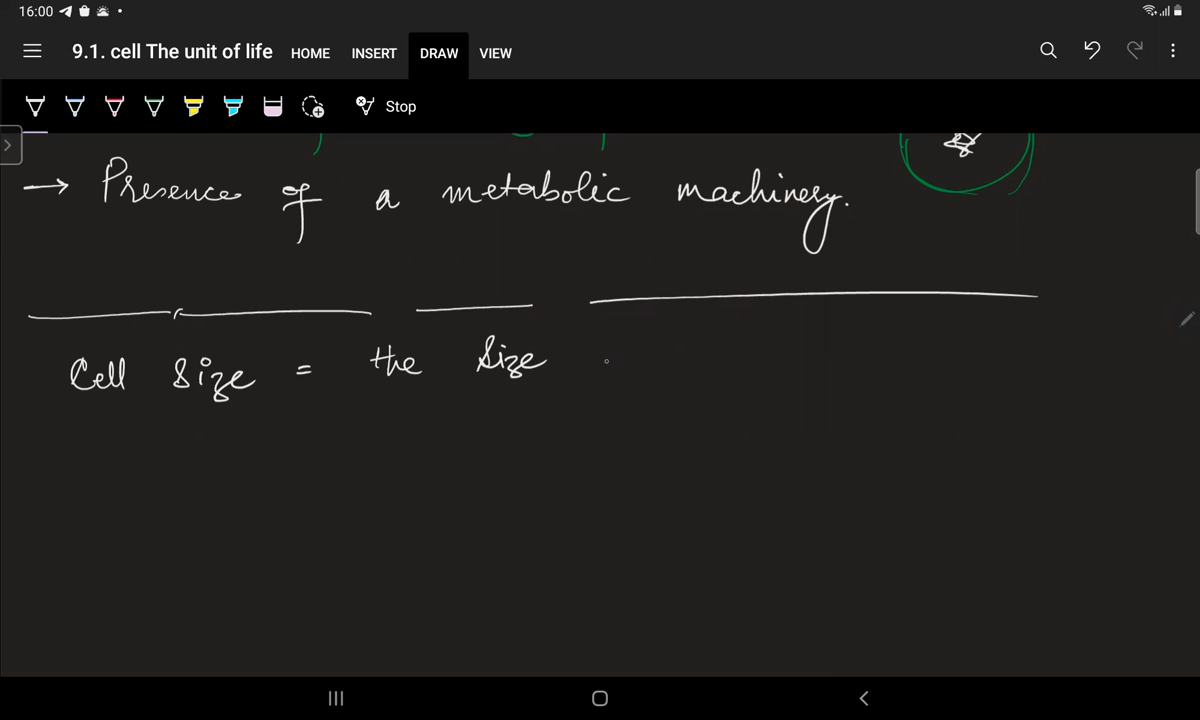 16:00
9.1. cell The unit of life HOME INSERT DRAW VIEW
Stop
→ Presence of a metabolic machinery.
Cell Size = the Size